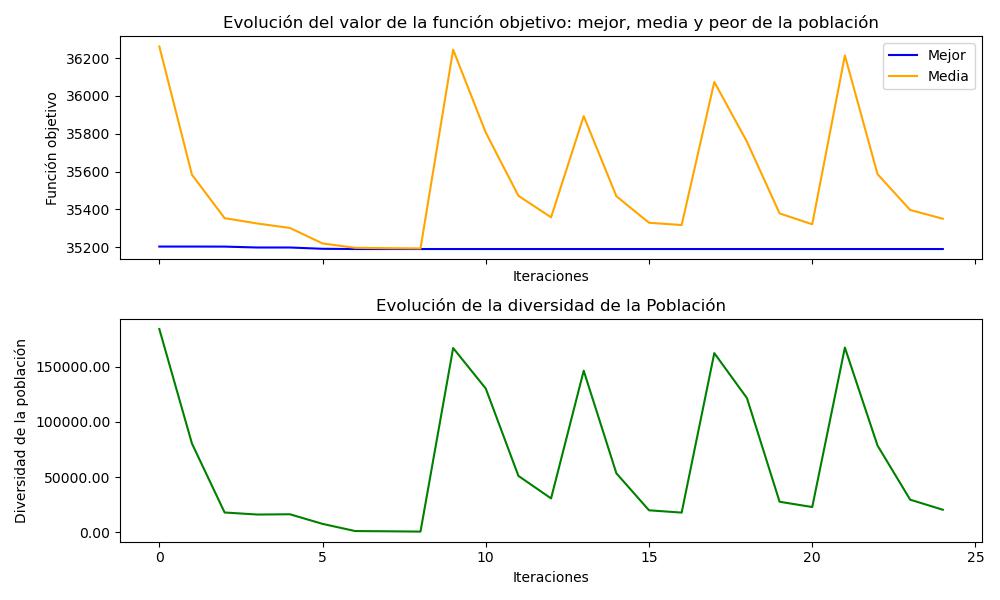 Evolución del valor de la función objetivo: mejor, media y peor de la población
Función objetivo
36200
36000
35800
35600
35400
35200
Mejor
Media
Iteraciones
Evolución de la diversidad de la Población
Diversidad de la población
150000.00
100000.00
50000.00
0.00
0 5 10 15 20 25
Iteraciones